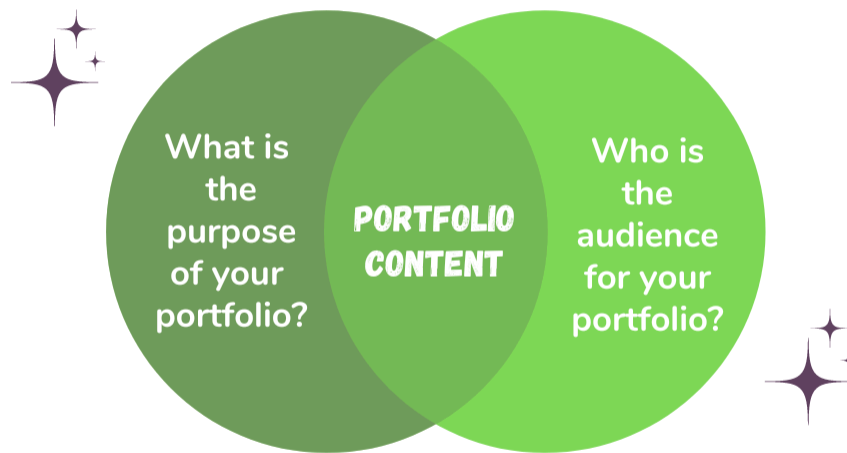 What is
the
purpose
of your
portfolio?
PORTFOLIO
CONTENT
Who is
the
audience
for your
portfolio?